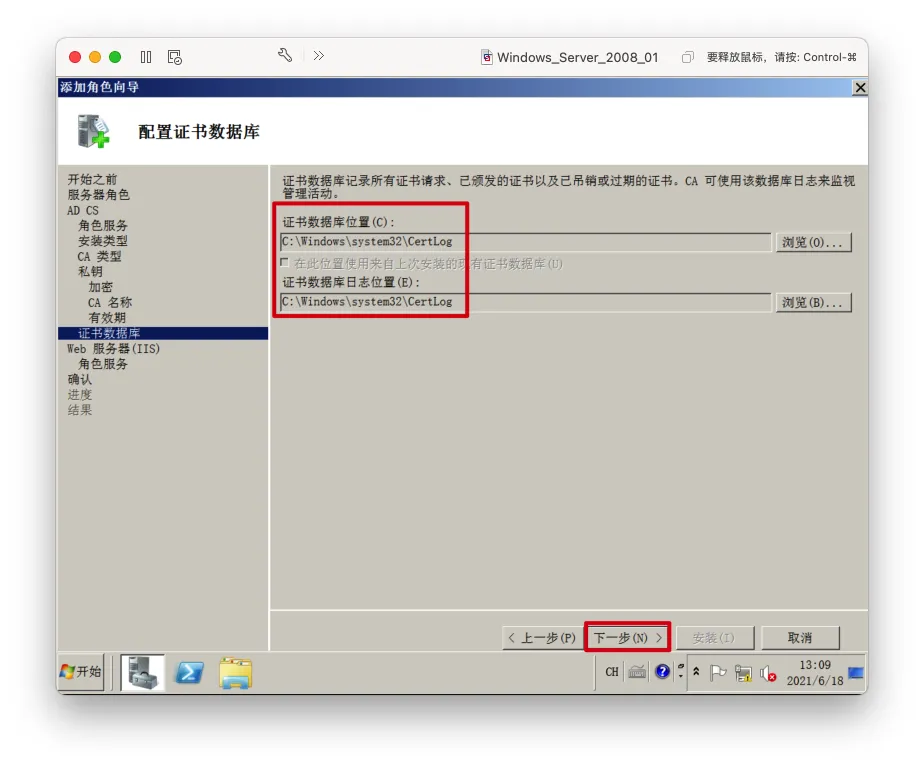 Windows_Server_2008_01
要释放鼠标，请按: Control-⌘
添加角色向导
配置证书数据库
开始之前
服务器角色
AD CS
角色服务
安装类型
CA 类型
私钥
加密
CA 名称
有效期
证书数据库
Web 服务器(IIS)
角色服务
确认
进度
结果
证书数据库记录所有证书请求、已颁发的证书以及已吊销或过期的证书。CA 可使用该数据库日志来监视
管理活动。
证书数据库位置(C):
C:\Windows\system32\CertLog
浏览(O)...
在此位置使用来自上次安装的现有证书数据库(U)
证书数据库日志位置(E):
C:\Windows\system32\CertLog
浏览(B)...
< 上一步(P)
下一步(N) >
安装(I)
取消
开始
CH
13:09
2021/6/18